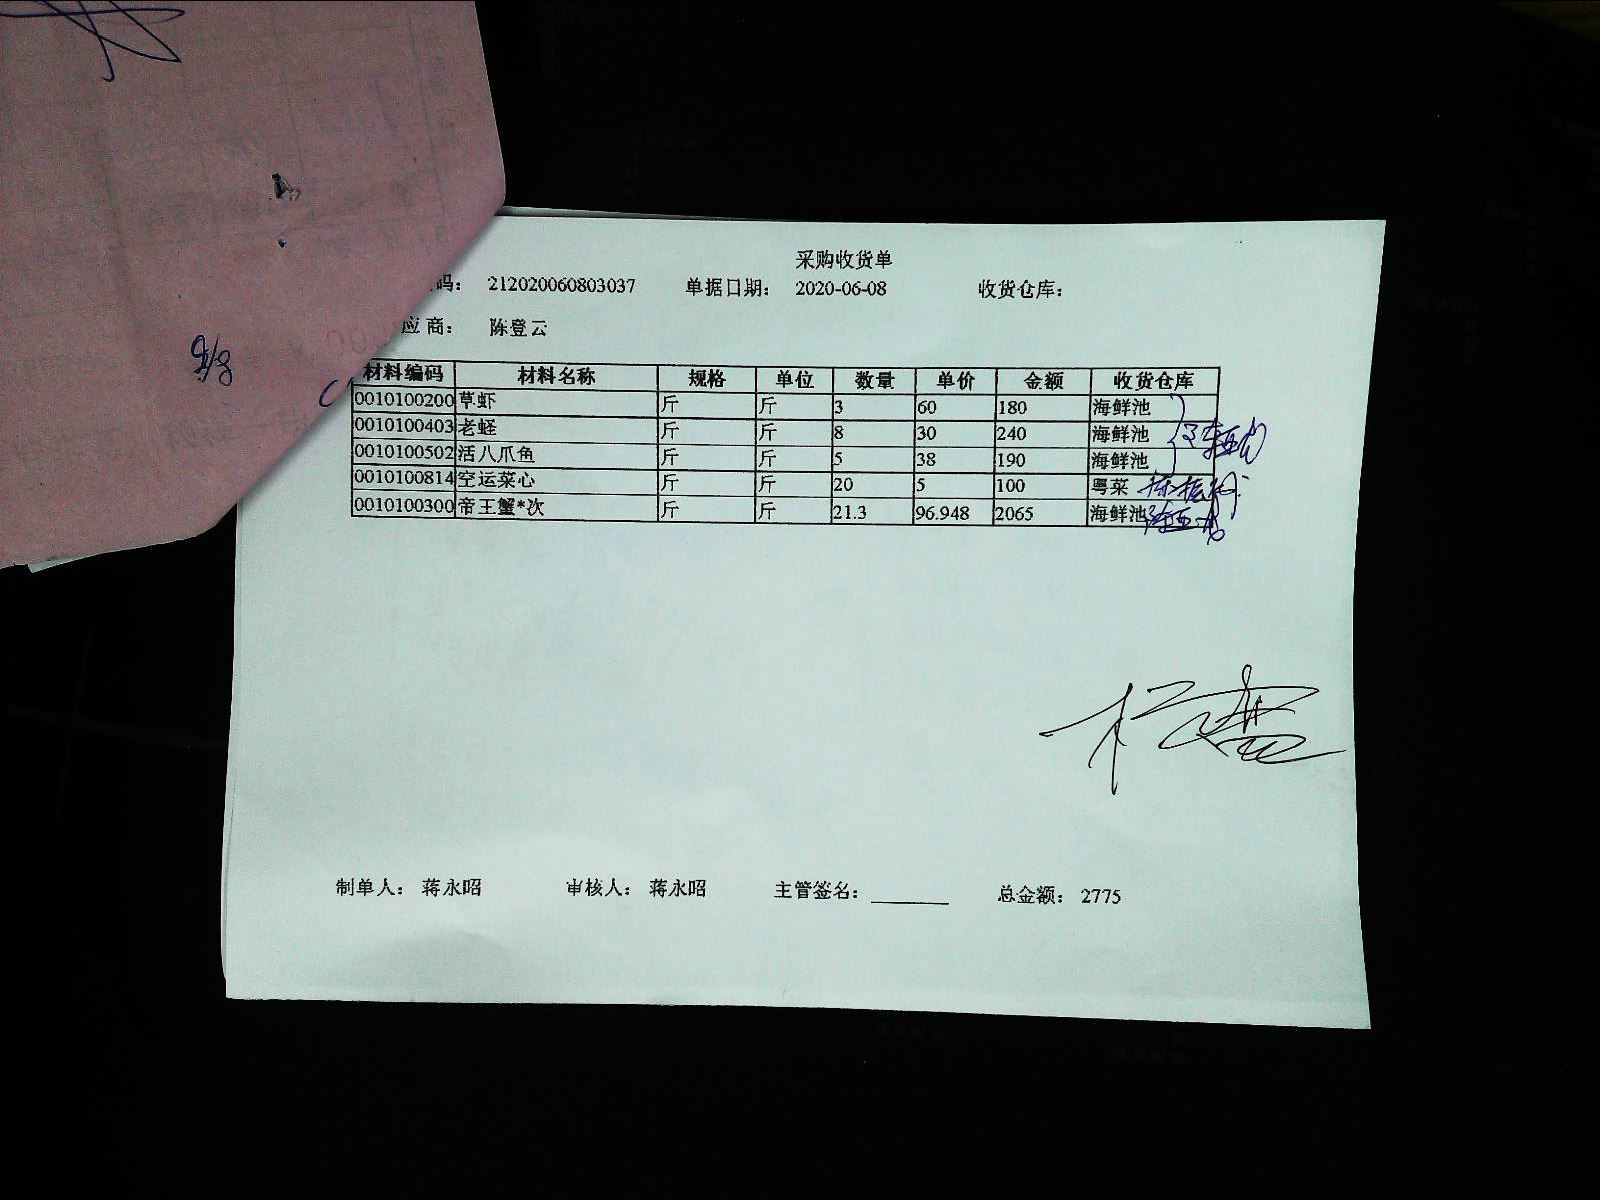 采购收货单
码： 212020060803037 单据日期： 2020-06-08 收货仓库：
应商： 陈登云
材料编码 材料名称 规格 单位 数量 单价 金额 收货仓库
0010100200 草虾 斤 斤 3 60 180 海鲜池
0010100403 老蛏 斤 斤 8 30 240 海鲜池
0010100502 活八爪鱼 斤 斤 5 38 190 海鲜池
0010100814 空运菜心 斤 斤 20 5 100 粤菜
0010100300 帝王蟹*次 斤 斤 21.3 96.948 2065 海鲜池
制单人： 蒋永昭 审核人： 蒋永昭 主管签名： 总金额： 2775